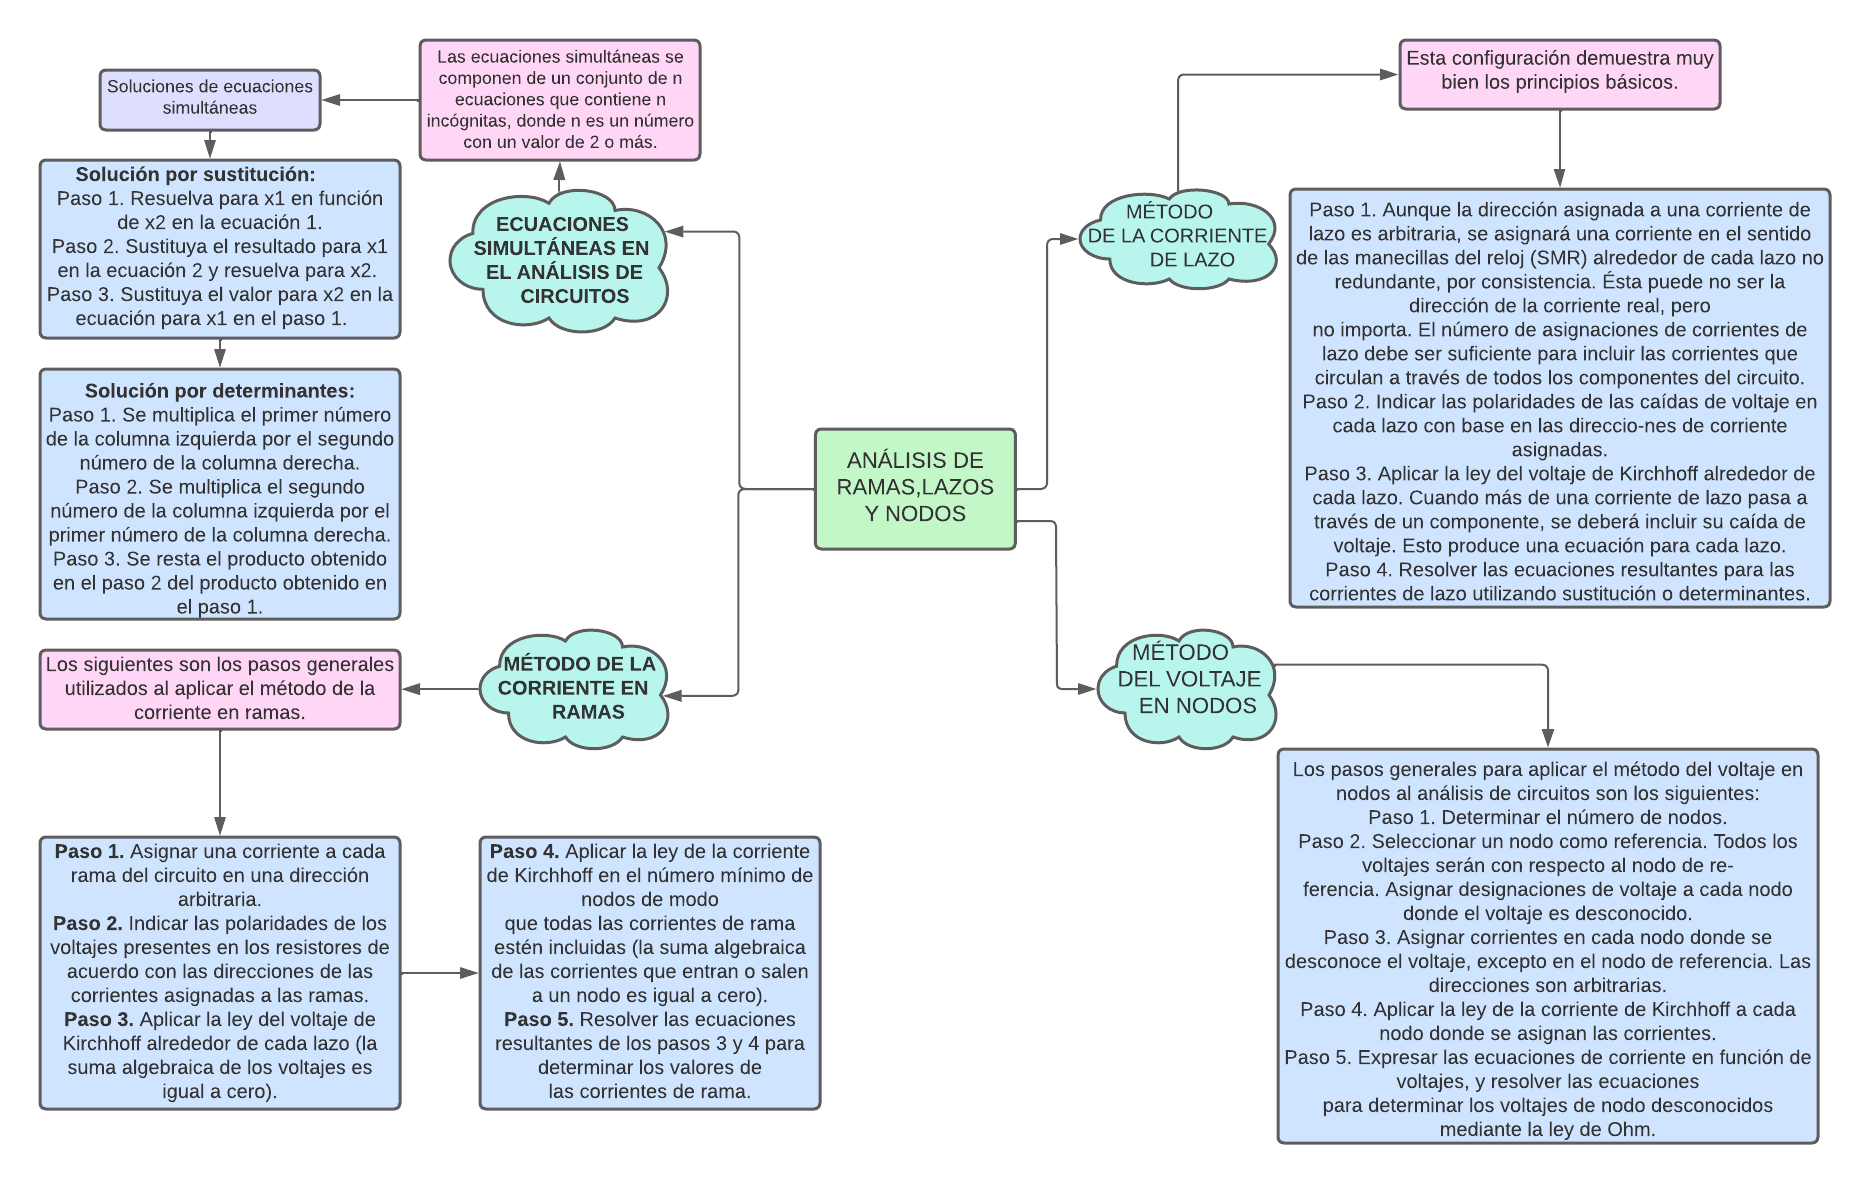 Soluciones de ecuaciones
simultáneas
Las ecuaciones simultáneas se
componen de un conjunto de n
ecuaciones que contiene n
incógnitas, donde n es un número
con un valor de 2 o más.
Solución por sustitución:
Paso 1. Resuelva para x1 en función
de x2 en la ecuación 1.
Paso 2. Sustituya el resultado para x1
en la ecuación 2 y resuelva para x2.
Paso 3. Sustituya el valor para x2 en la
ecuación para x1 en el paso 1.
Solución por determinantes:
Paso 1. Se multiplica el primer número
de la columna izquierda por el segundo
número de la columna derecha.
Paso 2. Se multiplica el segundo
número de la columna izquierda por el
primer número de la columna derecha.
Paso 3. Se resta el producto obtenido
en el paso 2 del producto obtenido en
el paso 1.
ECUACIONES
SIMULTÁNEAS EN
EL ANÁLISIS DE
CIRCUITOS
ANÁLISIS DE
RAMAS,LAZOS
Y NODOS
MÉTODO
DE LA CORRIENTE
DE LAZO
Esta configuración demuestra muy
bien los principios básicos.
Paso 1. Aunque la dirección asignada a una corriente de
lazo es arbitraria, se asignará una corriente en el sentido
de las manecillas del reloj (SMR) alrededor de cada lazo no
redundante, por consistencia. Ésta puede no ser la
dirección de la corriente real, pero
no importa. El número de asignaciones de corrientes de
lazo debe ser suficiente para incluir las corrientes que
circulan a través de todos los componentes del circuito.
Paso 2. Indicar las polaridades de las caídas de voltaje en
cada lazo con base en las direccio-nes de corriente
asignadas.
Paso 3. Aplicar la ley del voltaje de Kirchhoff alrededor de
cada lazo. Cuando más de una corriente de lazo pasa a
través de un componente, se deberá incluir su caída de
voltaje. Esto produce una ecuación para cada lazo.
Paso 4. Resolver las ecuaciones resultantes para las
corrientes de lazo utilizando sustitución o determinantes.
Los siguientes son los pasos generales
utilizados al aplicar el método de la
corriente en ramas.
MÉTODO DE LA
CORRIENTE EN
RAMAS
Paso 1. Asignar una corriente a cada
rama del circuito en una dirección
arbitraria.
Paso 2. Indicar las polaridades de los
voltajes presentes en los resistores de
acuerdo con las direcciones de las
corrientes asignadas a las ramas.
Paso 3. Aplicar la ley del voltaje de
Kirchhoff alrededor de cada lazo (la
suma algebraica de los voltajes es
igual a cero).
Paso 4. Aplicar la ley de la corriente
de Kirchhoff en el número mínimo de
nodos de modo
que todas las corrientes de rama
estén incluidas (la suma algebraica
de las corrientes que entran o salen
a un nodo es igual a cero).
Paso 5. Resolver las ecuaciones
resultantes de los pasos 3 y 4 para
determinar los valores de
las corrientes de rama.
MÉTODO
DEL VOLTAJE
EN NODOS
Los pasos generales para aplicar el método del voltaje en
nodos al análisis de circuitos son los siguientes:
Paso 1. Determinar el número de nodos.
Paso 2. Seleccionar un nodo como referencia. Todos los
voltajes serán con respecto al nodo de re-
ferencia. Asignar designaciones de voltaje a cada nodo
donde el voltaje es desconocido.
Paso 3. Asignar corrientes en cada nodo donde se
desconoce el voltaje, excepto en el nodo de referencia. Las
direcciones son arbitrarias.
Paso 4. Aplicar la ley de la corriente de Kirchhoff a cada
nodo donde se asignan las corrientes.
Paso 5. Expresar las ecuaciones de corriente en función de
voltajes, y resolver las ecuaciones
para determinar los voltajes de nodo desconocidos
mediante la ley de Ohm.